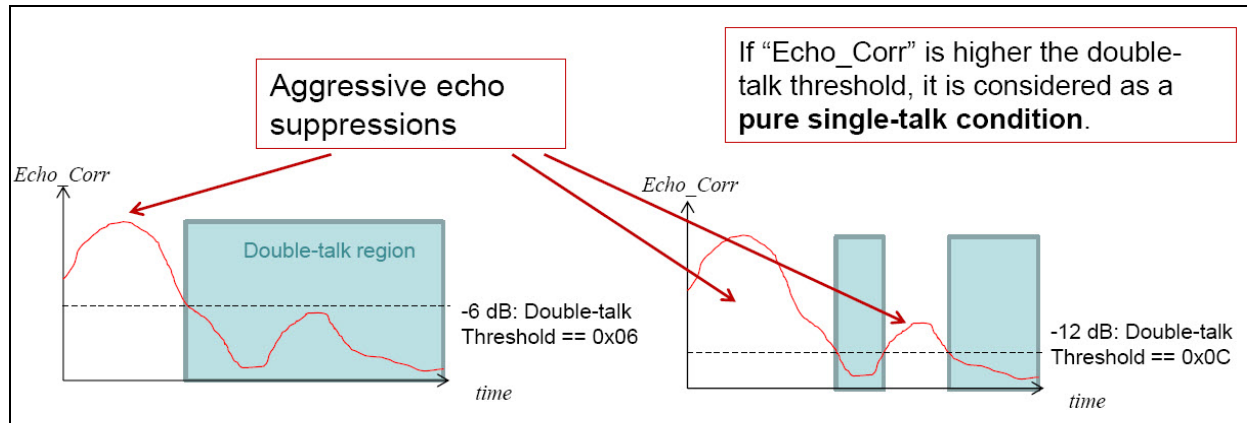 Aggressive echo
suppressions
If “Echo_Corr” is higher the double-
talk threshold, it is considered as a
pure single-talk condition.
Echo_Corr
Double-talk region
-6 dB: Double-talk
Threshold == 0x06
time
Echo_Corr
-12 dB: Double-talk
Threshold == 0x0C
time